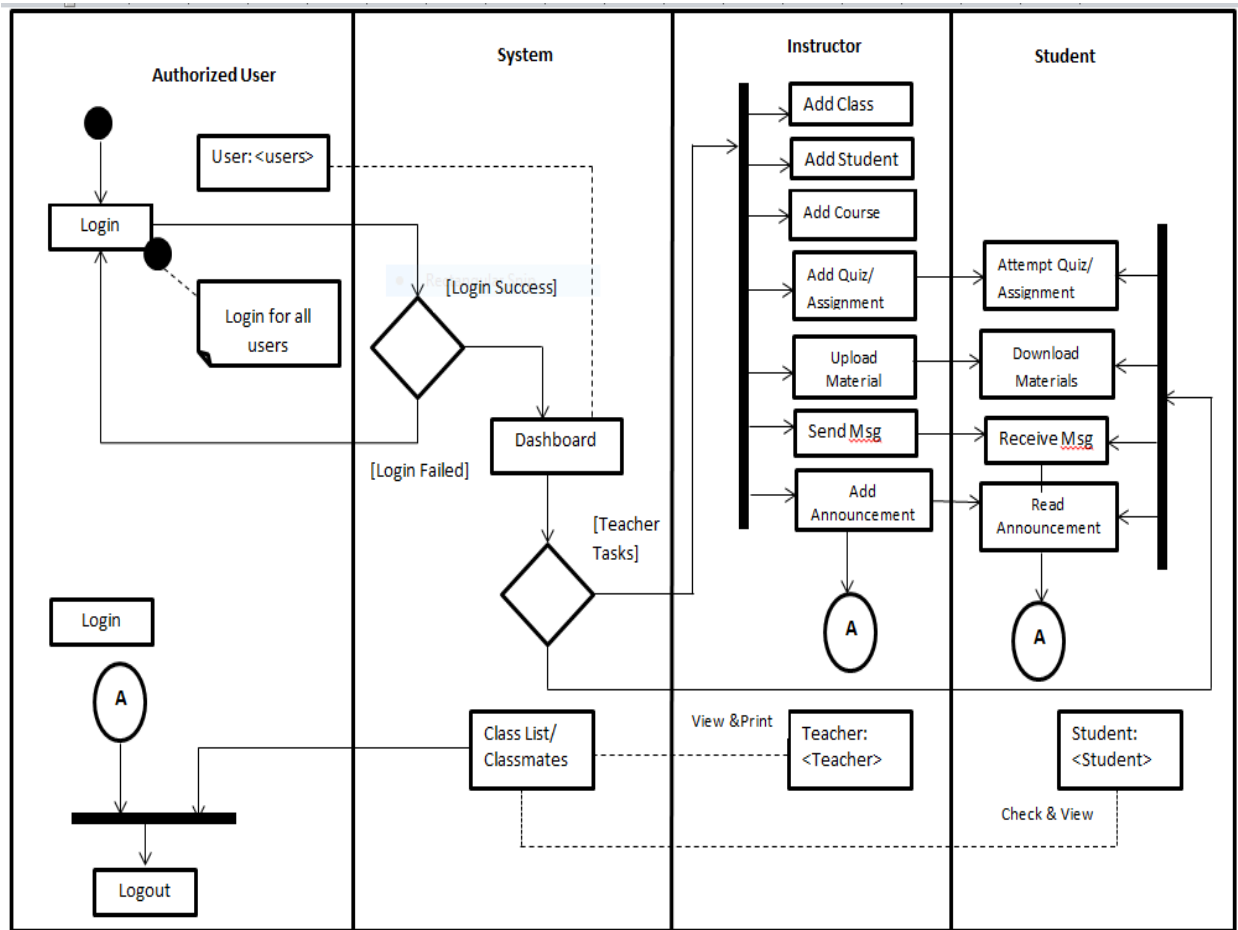 Authorized User
System
Instructor
Student
User: <users>
Login
Login for all
users
[Login Success]
[Login Failed]
Dashboard
[Teacher
Tasks]
Add Class
Add Student
Add Course
Add Quiz/
Assignment
Upload
Material
Send Msg
Add
Announcement
Attempt Quiz/
Assignment
Download
Materials
Receive Msg
Read
Announcement
A
A
Login
A
Class List/
Classmates
View &Print
Teacher:
<Teacher>
Student:
<Student>
Check & View
Logout